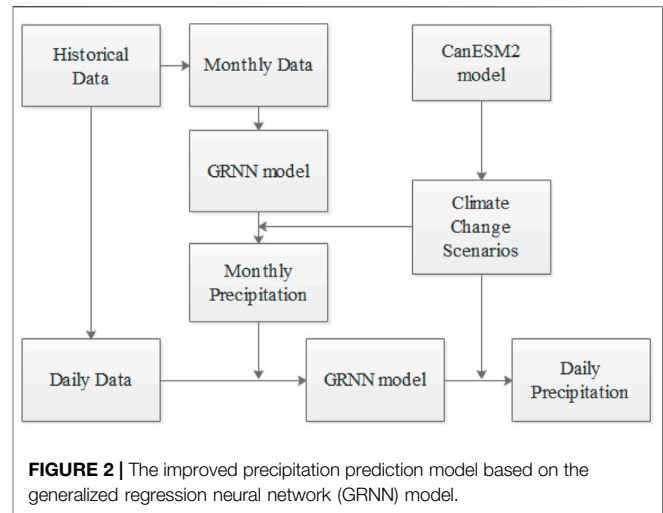 Historical
Data
Monthly Data
CanESM2
model
GRNN model
Climate
Change
Scenarios
Monthly
Precipitation
Daily Data
GRNN model
Daily
Precipitation
FIGURE 2 | The improved precipitation prediction model based on the
generalized regression neural network (GRNN) model.